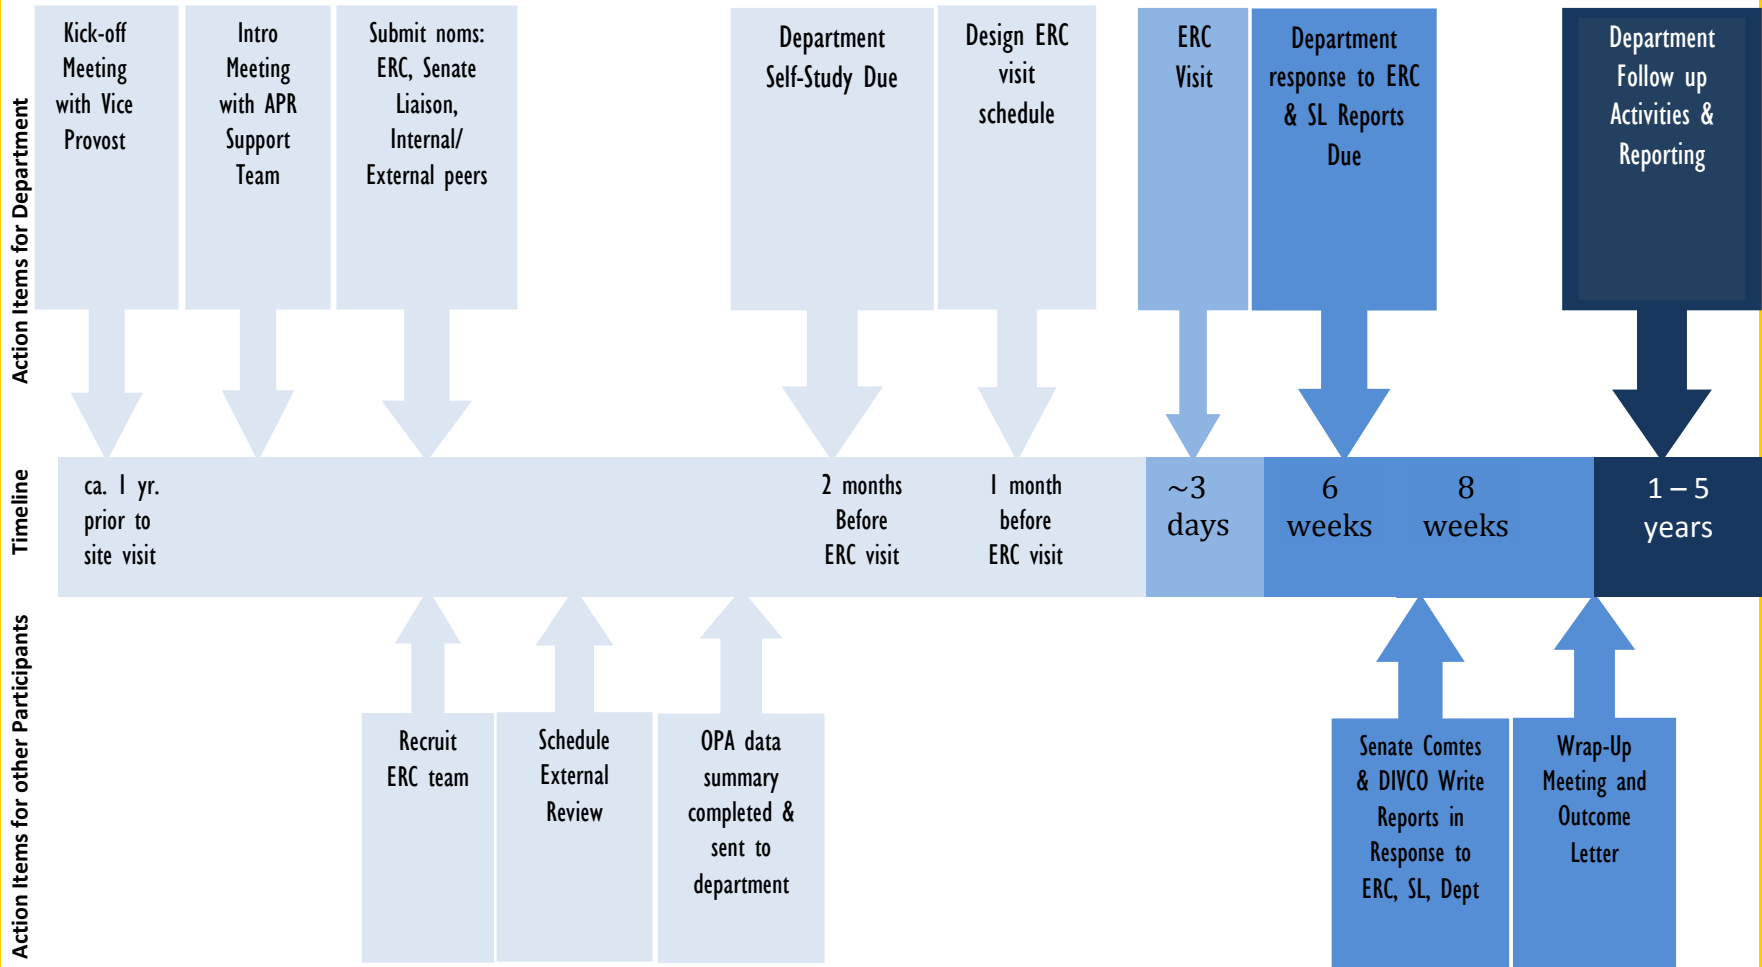 Action Items for Department
Kick-off
Meeting
with Vice
Provost
Intro
Meeting
with APR
Support
Team
Submit noms:
ERC, Senate
Liaison,
Internal/
External peers
Department
Self-Study Due
Design ERC
visit
schedule
ERC
Visit
Department
response to ERC
& SL Reports
Due
Department
Follow up
Activities &
Reporting
Timeline
ca. 1 yr.
prior to
site visit
2 months
Before
ERC visit
1 month
before
ERC visit
~3
days
6
weeks
8
weeks
1 – 5
years
Action Items for other Participants
Recruit
ERC team
Schedule
External
Review
OPA data
summary
completed &
sent to
department
Senate Comtes
& DIVCO Write
Reports in
Response to
ERC, SL, Dept
Wrap-Up
Meeting and
Outcome
Letter